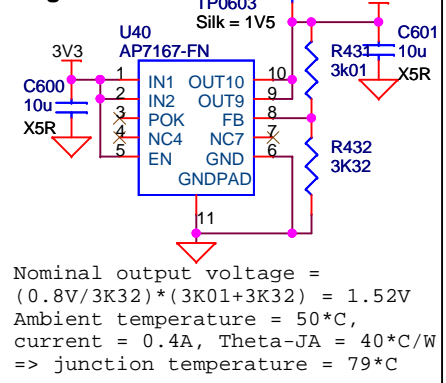 TP0603
Silk = 1V5
U40
AP7167-FN
3V3
C600
10u
X5R
1 IN1 OUT10 10
2 IN2 OUT9 9
3 POK FB 8
4 NC4 NC7 7
5 EN GND 6
GNDPAD
11
R431
3k01
R432
3K32
C601
10u
X5R
Nominal output voltage =
(0.8V/3K32)*(3K01+3K32) = 1.52V
Ambient temperature = 50*C,
current = 0.4A, Theta-JA = 40*C/W
=> junction temperature = 79*C